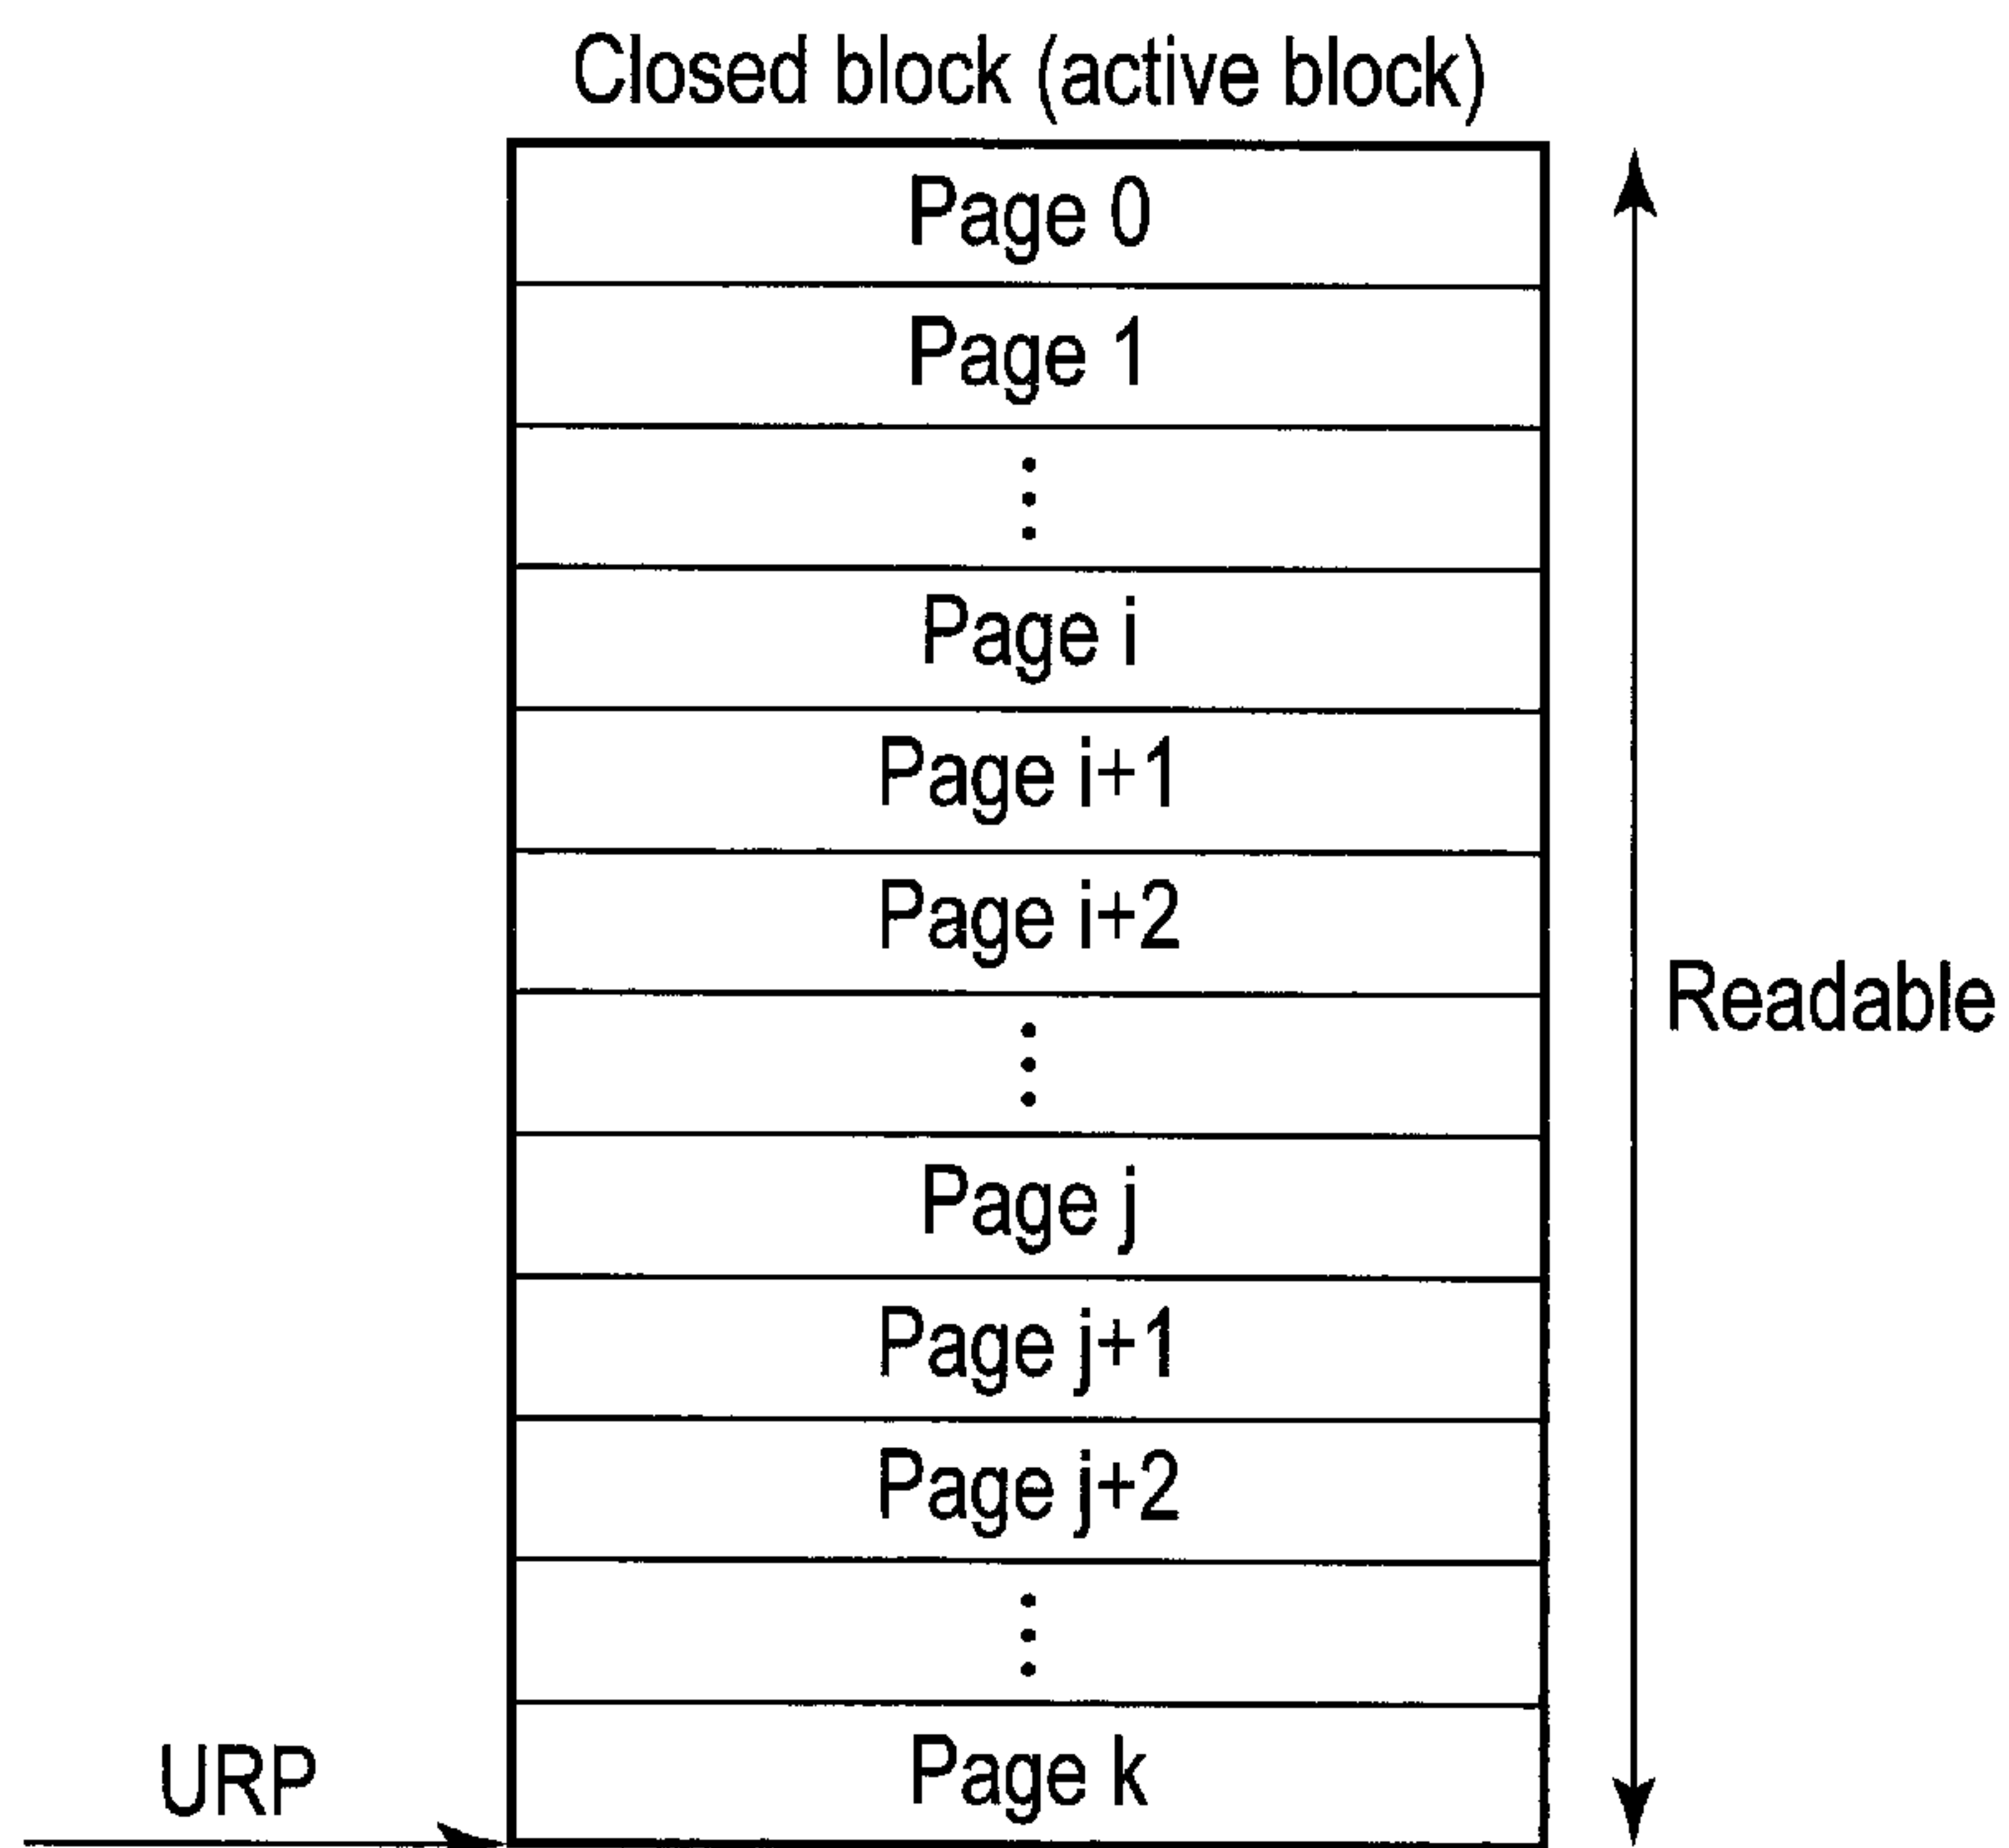 Closed block (active block)
Page 0
Page 1
⋮
Page i
Page i+1
Page i+2
Readable
⋮
Page j
Page j+1
Page j+2
⋮
URP
Page k